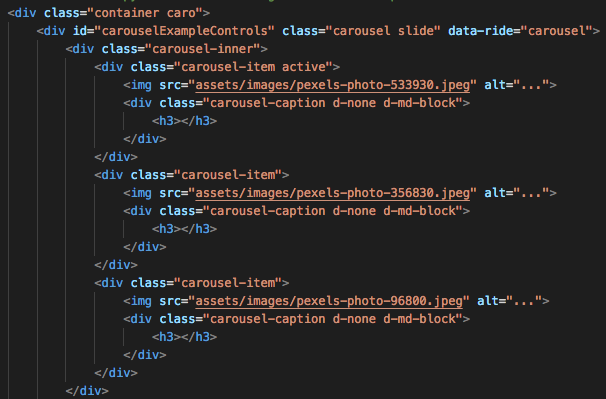 <div class="container caro">
<div id="carouselExampleControls" class="carousel slide" data-ride="carousel">
<div class="carousel-inner">
<div class="carousel-item active">
<img src="assets/images/pexels-photo-533930.jpeg" alt="...">
<div class="carousel-caption d-none d-md-block">
<h3></h3>
</div>
</div>
<div class="carousel-item">
<img src="assets/images/pexels-photo-356830.jpeg" alt="...">
<div class="carousel-caption d-none d-md-block">
<h3></h3>
</div>
</div>
<div class="carousel-item">
<img src="assets/images/pexels-photo-96800.jpeg" alt="...">
<div class="carousel-caption d-none d-md-block">
<h3></h3>
</div>
</div>
</div>